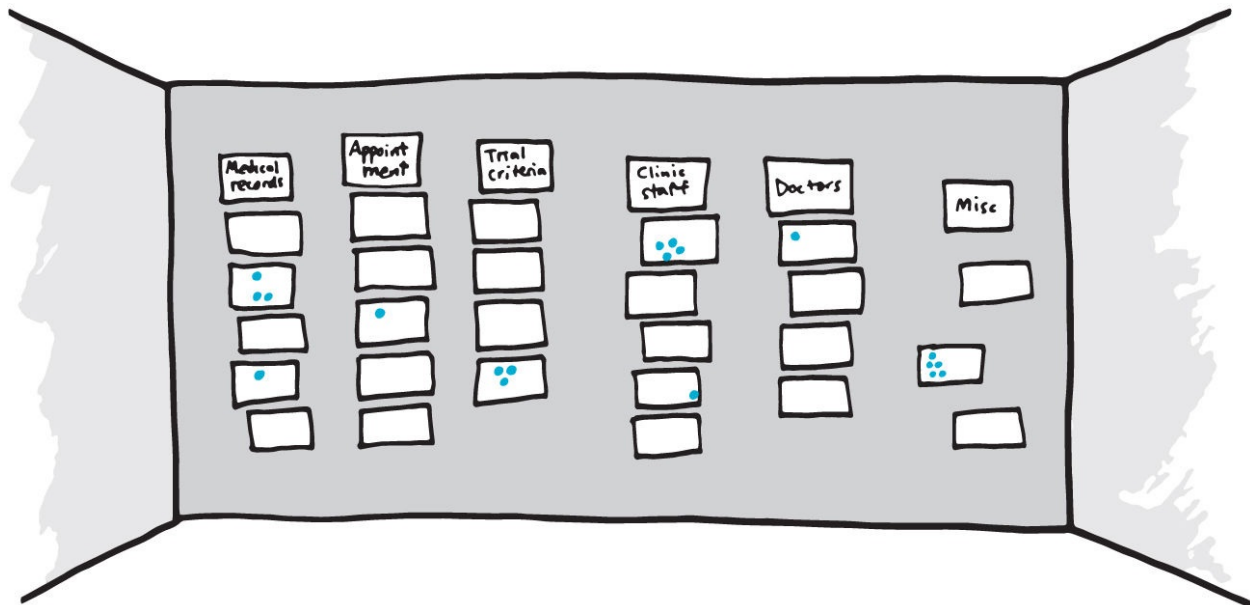 Medical
records
Appoint
ment
Trial
criteria
Clinic
staff
Doctors
Misc